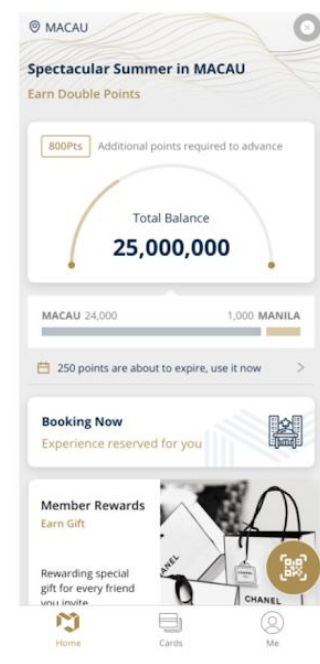 MACAU
Spectacular Summer in MACAU
Earn Double Points
800Pts Additional points required to advance
Total Balance
25,000,000
MACAU 24,000 1,000 MANILA
250 points are about to expire, use it now
Booking Now
Experience reserved for you
Member Rewards
Earn Gift
Rewarding special
gift for every friend
you invite
CHANEL
CHANEL
Home Cards Me